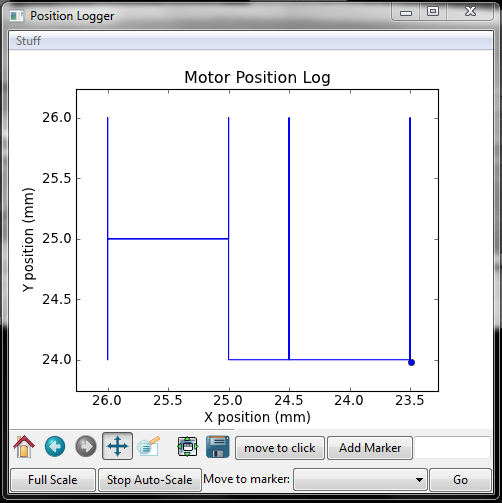 Position Logger
Stuff
Motor Position Log
26.0
25.5
25.0
24.5
24.0
Y position (mm)
26.0 25.5 25.0 24.5 24.0 23.5
X position (mm)
move to click Add Marker
Full Scale Stop Auto-Scale Move to marker: Go